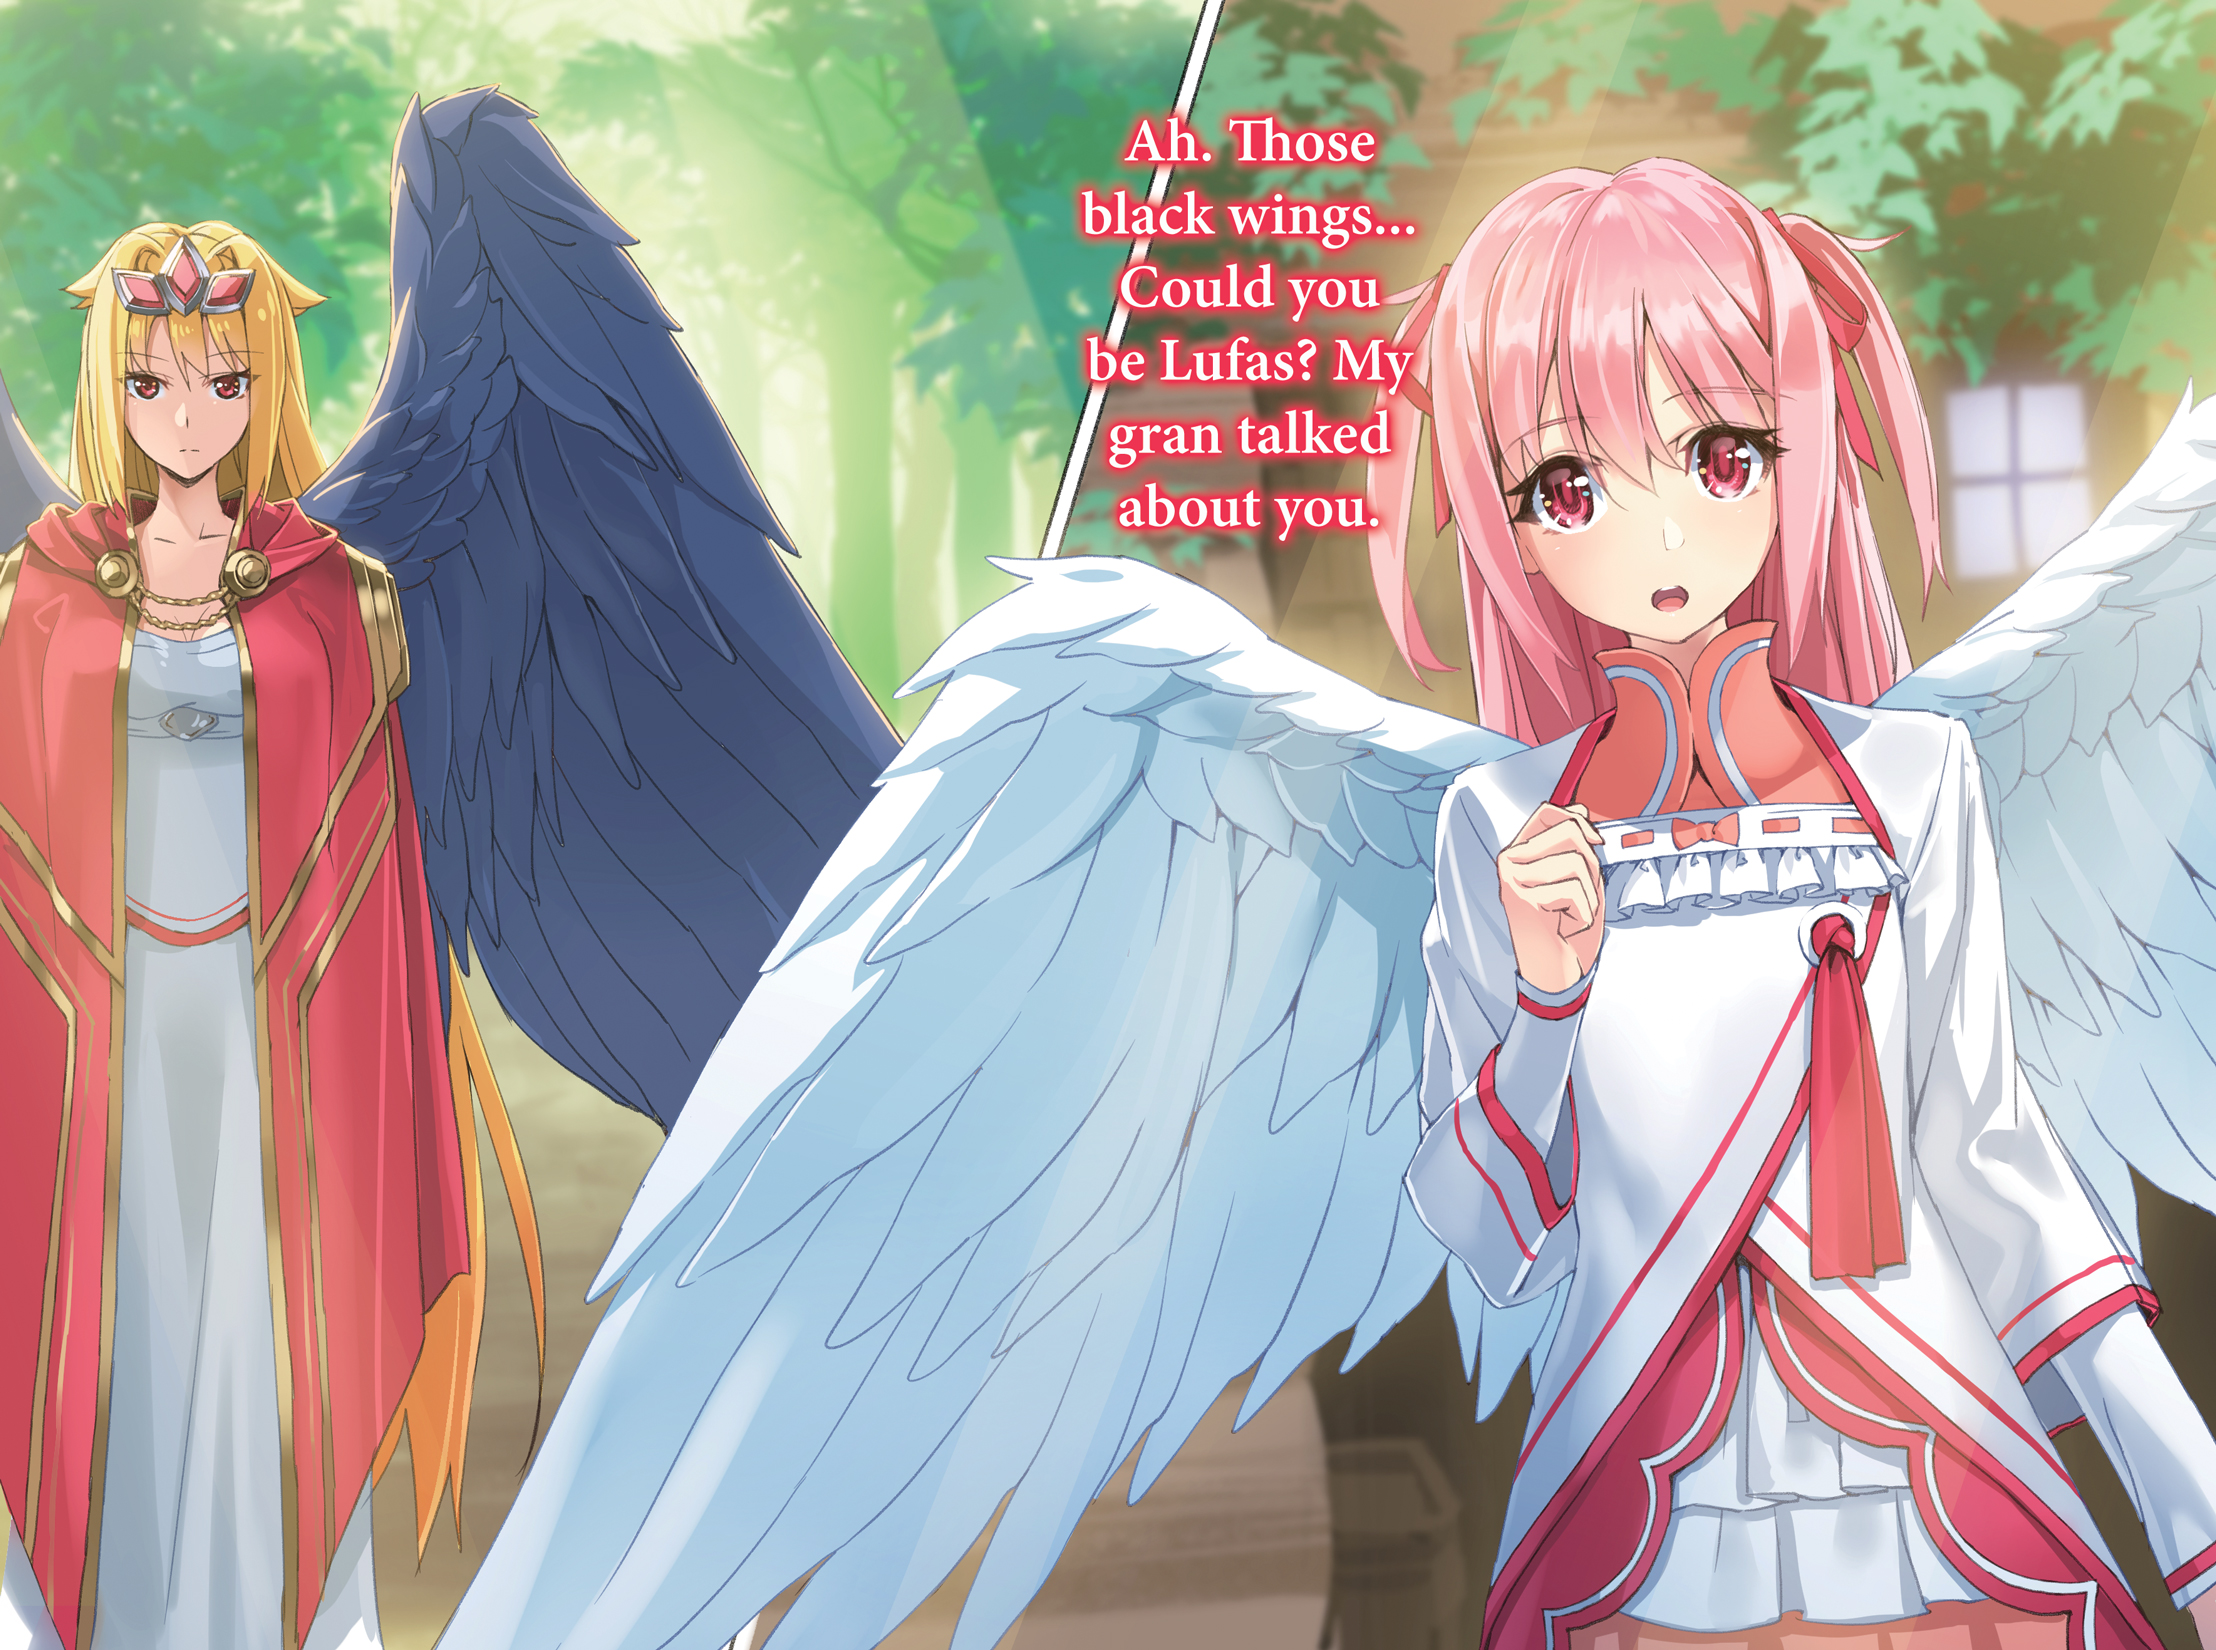 Ah. Those
black wings...
Could you
be Lufas? My
gran talked
about you.